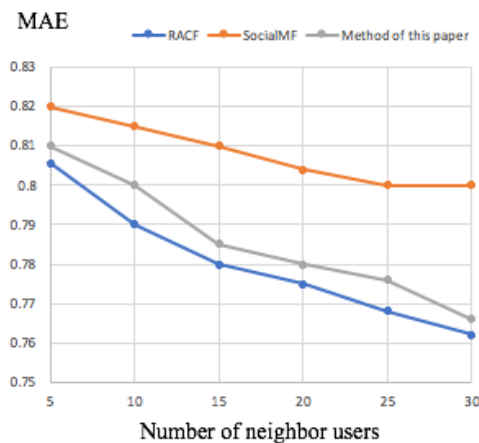 MAE
RACF SocialMF Method of this paper
0.83
0.82
0.81
0.8
0.79
0.78
0.77
0.76
0.75
5 10 15 20 25 30
Number of neighbor users